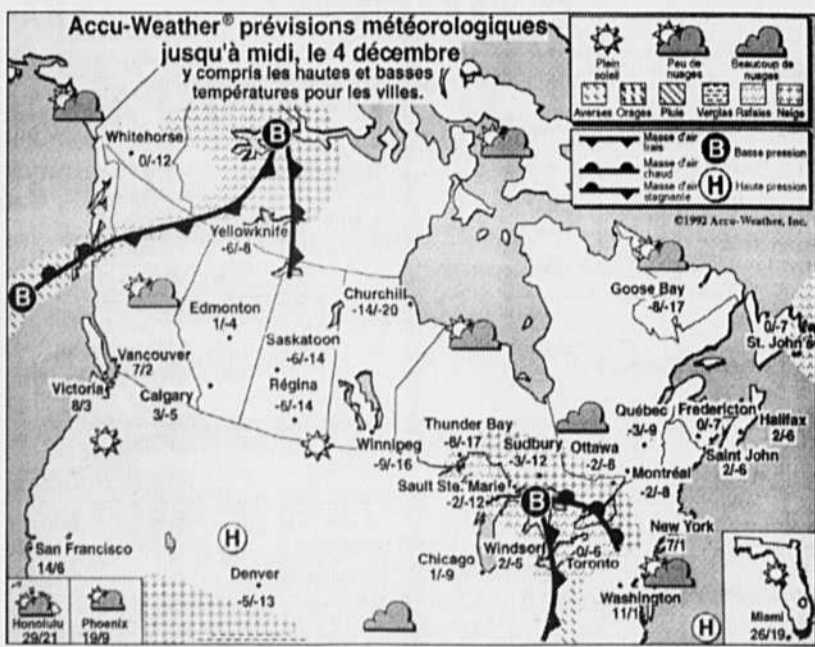 Accu-Weather® prévisions météorologiques
jusqu'à midi, le 4 décembre
y compris les hautes et basses
températures pour les villes.
Plein soleil
Peu de nuages
Beaucoup de nuages
Averses Orages Pluie Verglas Rafales Neige
Masse d'air frais
Masse d'air chaud
Masse d'air stagnante
B Basse pression
H Haute pression
©1992 Accu-Weather, Inc.
Whitehorse
0/-12
B
Yellowknife
-6/-8
B
Edmonton
1/-4
Churchill
-14/-20
Goose Bay
-8/-17
0/-7
St. John's
Saskatoon
-6/-14
Vancouver
7/2
Victoria
8/3
Calgary
3/-5
Régina
-6/-14
Winnipeg
-9/-16
Thunder Bay
-8/-17
Sudbury
-3/-12
Ottawa
-2/-8
Québec
-3/-9
Fredericton
0/-7
Halifax
2/-6
Saint John
2/-6
Montréal
-2/-8
Sault Ste. Marie
-2/-12
B
New York
7/1
San Francisco
14/6
H
Denver
-5/-13
Chicago
1/-9
Windsor
2/-5
0/-6
Toronto
Washington
11/1
H
Miami
26/19
Honolulu
29/21
Phoenix
19/9